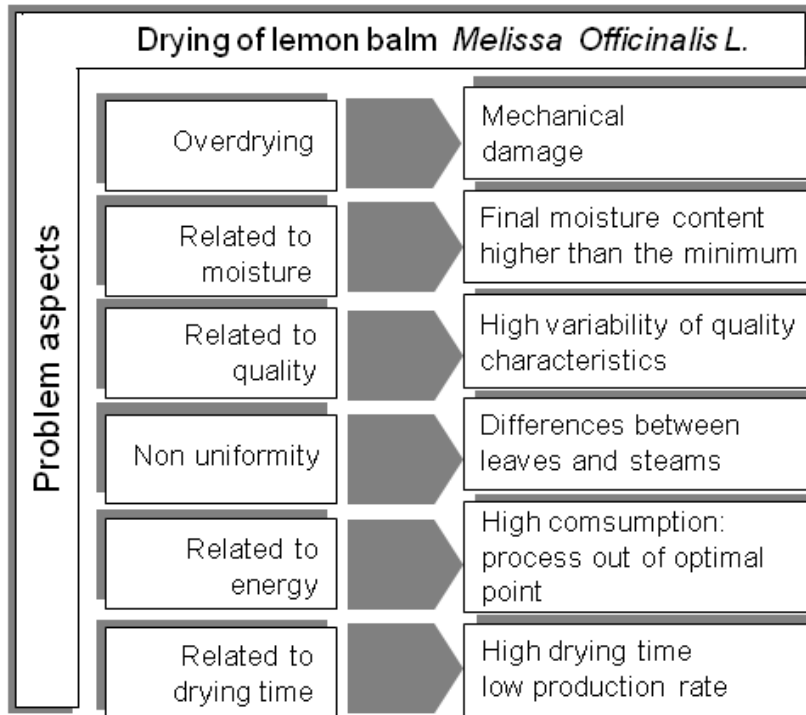 Drying of lemon balm Melissa Officinalis L.
Problem aspects
Overdrying
Mechanical
damage
Related to
moisture
Final moisture content
higher than the minimum
Related to
quality
High variability of quality
characteristics
Non uniformity
Differences between
leaves and steams
Related to
energy
High comsumption:
process out of optimal
point
Related to
drying time
High drying time
low production rate